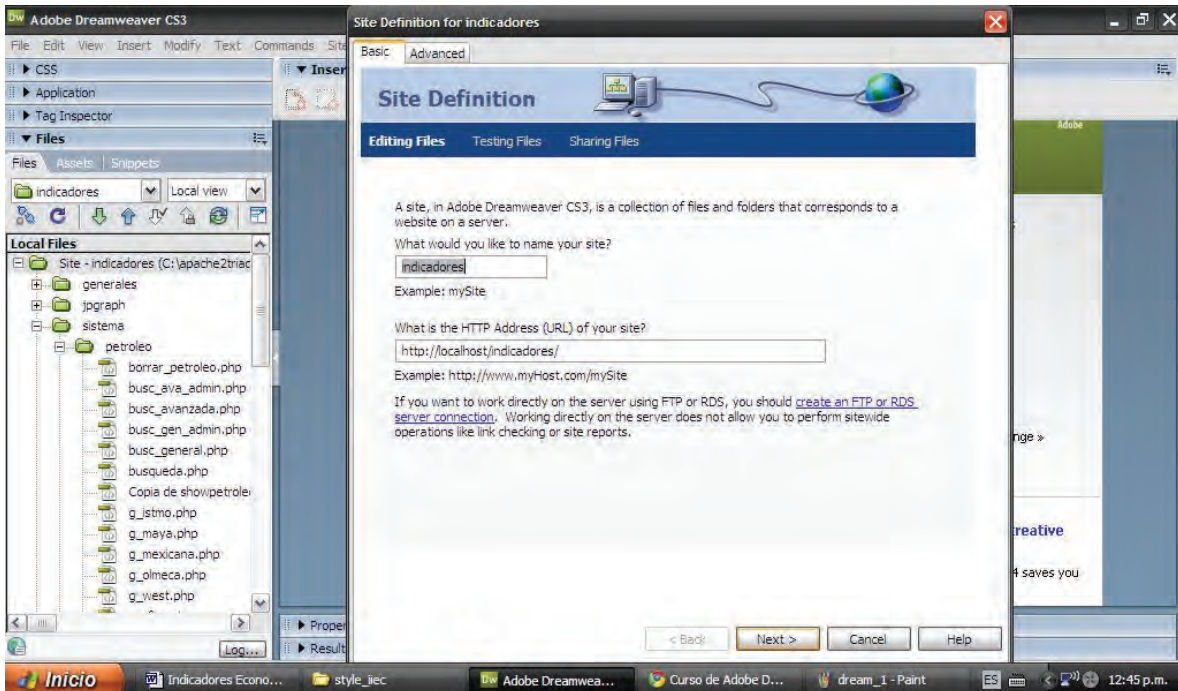 Adobe Dreamweaver CS3
File Edit View Insert Modify Text Commands Site
CSS
Application
Tag Inspector
Files
Files Assets Snippets
indicadores Local view
Local Files
Site - indicadores (C:\apache2triac
generales
jpgraph
sistema
petroleo
borrar_petroleo.php
busc_ava_admin.php
busc_avanzada.php
busc_gen_admin.php
busc_general.php
busqueda.php
Copia de showpetrole
g_istmo.php
g_maya.php
g_mexicana.php
g_olmeca.php
g_west.php
Log...
Inser
Proper
Result
Site Definition for indicadores
Basic Advanced
Site Definition
Editing Files Testing Files Sharing Files
A site, in Adobe Dreamweaver CS3, is a collection of files and folders that corresponds to a
website on a server.
What would you like to name your site?
indicadores
Example: mySite
What is the HTTP Address (URL) of your site?
http://localhost/indicadores/
Example: http://www.myHost.com/mySite
If you want to work directly on the server using FTP or RDS, you should create an FTP or RDS
server connection. Working directly on the server does not allow you to perform sitewide
operations like link checking or site reports.
< Back Next > Cancel Help
Adobe
nge »
reative
4 saves you
Inicio Indicadores Econo... style_iiec Adobe Dreamwea... Curso de Adobe D... dream_1 - Paint ES 12:45 p.m.